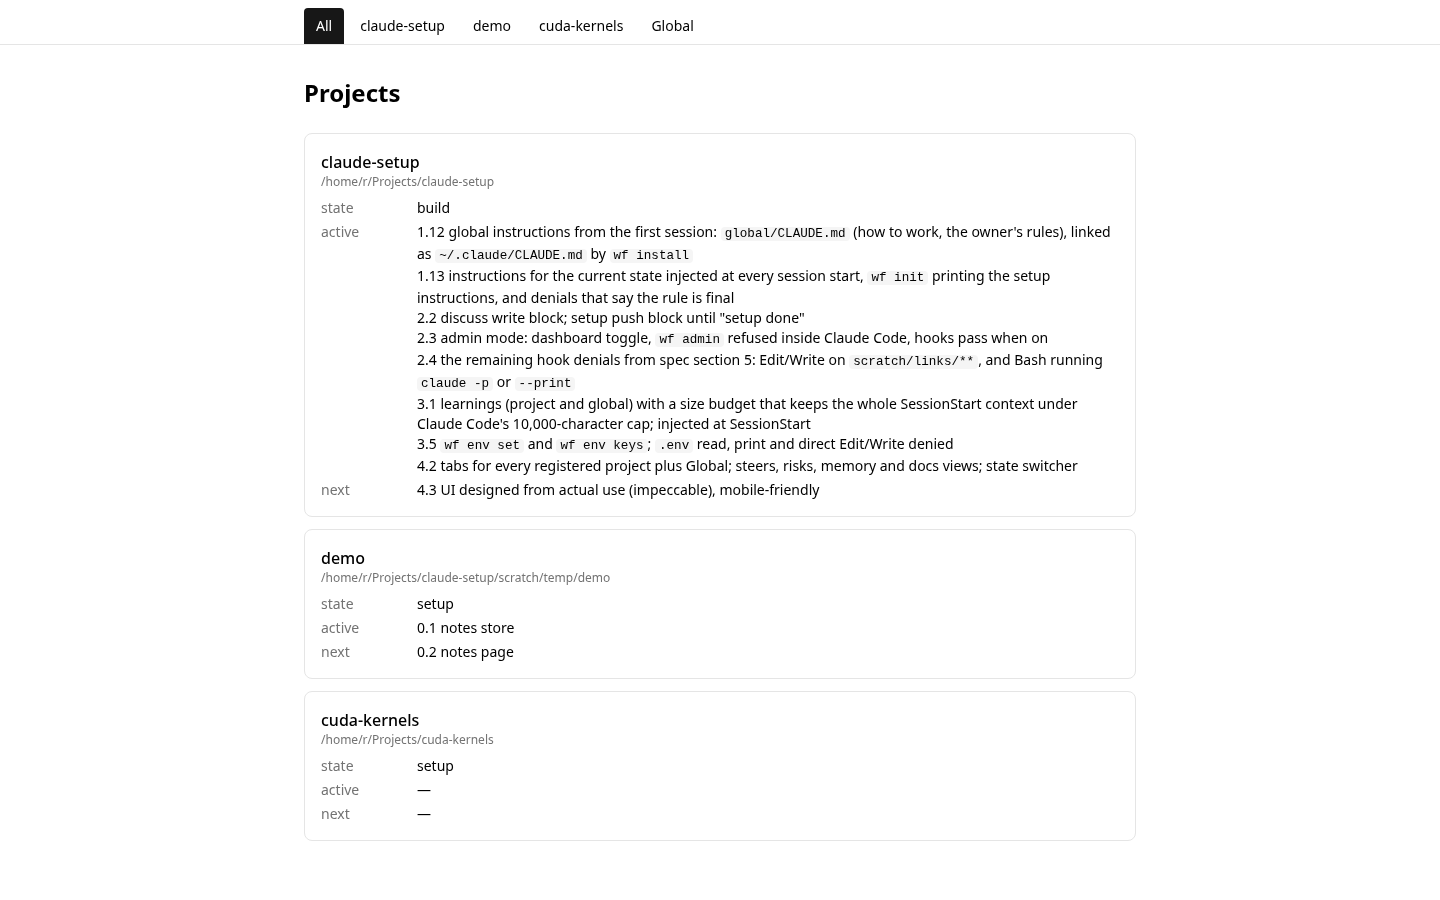 All claude-setup demo cuda-kernels Global
Projects
claude-setup
/home/r/Projects/claude-setup
state build
active 1.12 global instructions from the first session: global/CLAUDE.md (how to work, the owner's rules), linked
as ~/.claude/CLAUDE.md by wf install
1.13 instructions for the current state injected at every session start, wf init printing the setup
instructions, and denials that say the rule is final
2.2 discuss write block; setup push block until "setup done"
2.3 admin mode: dashboard toggle, wf admin refused inside Claude Code, hooks pass when on
2.4 the remaining hook denials from spec section 5: Edit/Write on scratch/links/**, and Bash running
claude -p or --print
3.1 learnings (project and global) with a size budget that keeps the whole SessionStart context under
Claude Code's 10,000-character cap; injected at SessionStart
3.5 wf env set and wf env keys; .env read, print and direct Edit/Write denied
4.2 tabs for every registered project plus Global; steers, risks, memory and docs views; state switcher
next 4.3 UI designed from actual use (impeccable), mobile-friendly
demo
/home/r/Projects/claude-setup/scratch/temp/demo
state setup
active 0.1 notes store
next 0.2 notes page
cuda-kernels
/home/r/Projects/cuda-kernels
state setup
active —
next —